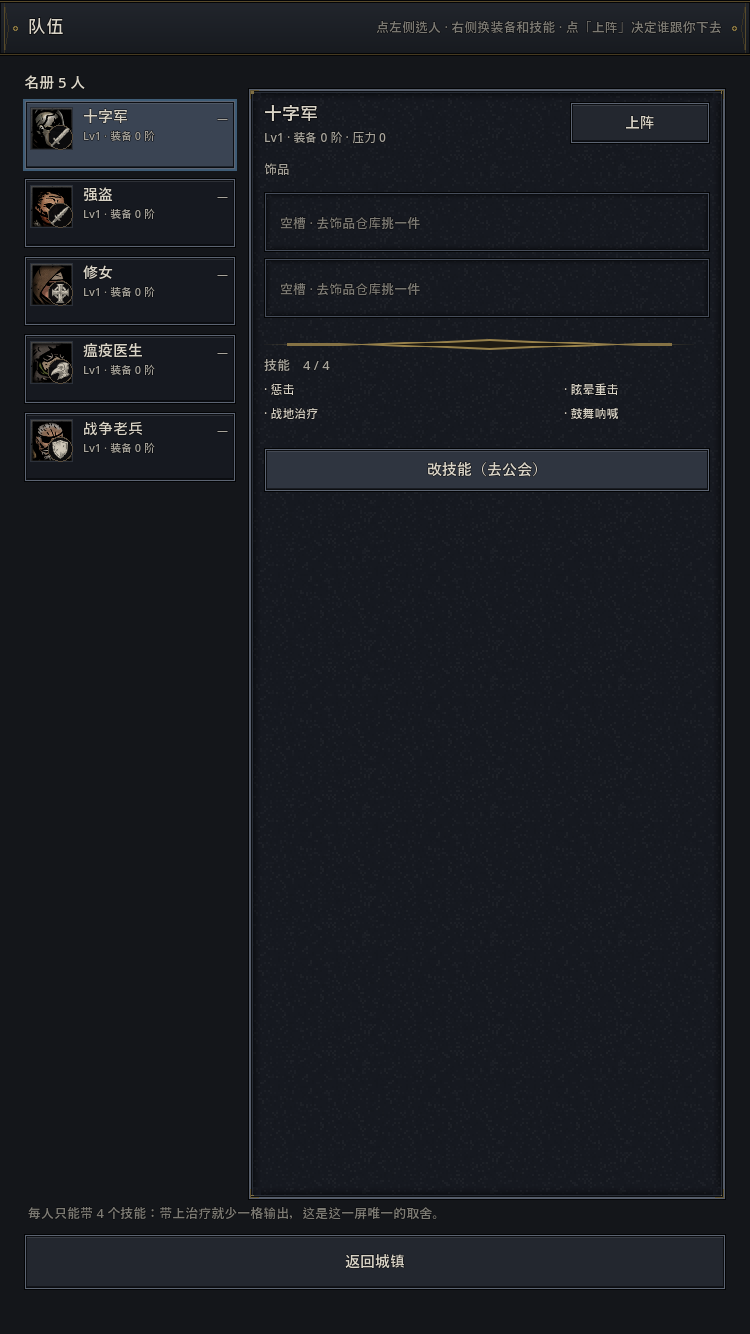 队伍
点左侧选人 · 右侧换装备和技能 · 点「上阵」决定谁跟你下去
名册 5 人
十字军 —
Lv1 · 装备 0 阶
强盗 —
Lv1 · 装备 0 阶
修女 —
Lv1 · 装备 0 阶
瘟疫医生 —
Lv1 · 装备 0 阶
战争老兵 —
Lv1 · 装备 0 阶
十字军
Lv1 · 装备 0 阶 · 压力 0
上阵
饰品
空槽 · 去饰品仓库挑一件
空槽 · 去饰品仓库挑一件
技能 4 / 4
· 惩击 · 眩晕重击
· 战地治疗 · 鼓舞呐喊
改技能（去公会）
每人只能带 4 个技能：带上治疗就少一格输出，这是这一屏唯一的取舍。
返回城镇